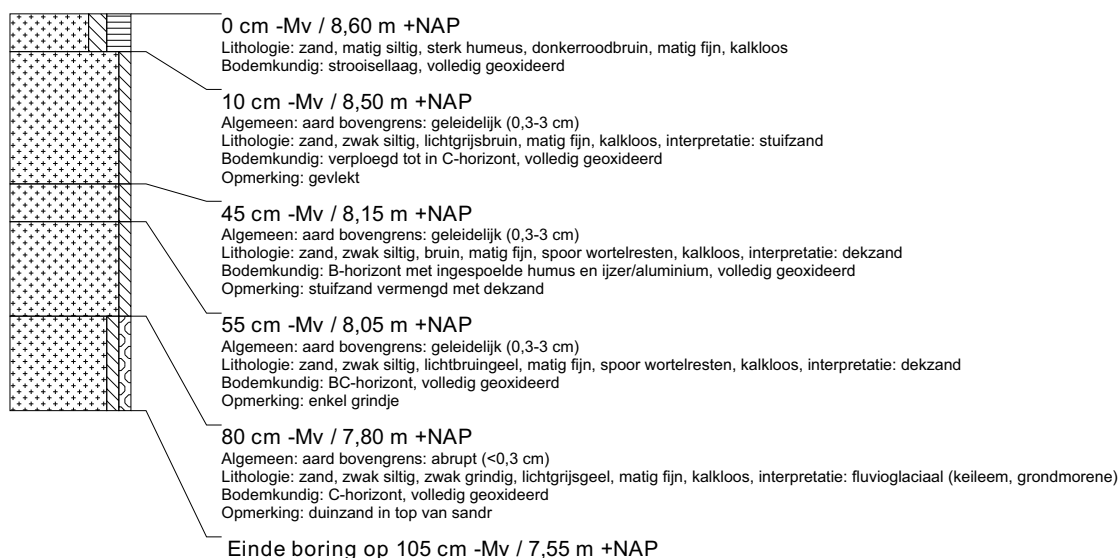 0 cm -Mv / 8,60 m +NAP
Lithologie: zand, matig siltig, sterk humeus, donkerroodbruin, matig fijn, kalkloos
Bodemkundig: strooisellaag, volledig geoxideerd
10 cm -Mv / 8,50 m +NAP
Algemeen: aard bovengrens: geleidelijk (0,3-3 cm)
Lithologie: zand, zwak siltig, lichtgrijsbruin, matig fijn, kalkloos, interpretatie: stuifzand
Bodemkundig: verploegd tot in C-horizont, volledig geoxideerd
Opmerking: gevlekt
45 cm -Mv / 8,15 m +NAP
Algemeen: aard bovengrens: geleidelijk (0,3-3 cm)
Lithologie: zand, zwak siltig, bruin, matig fijn, spoor wortelresten, kalkloos, interpretatie: dekzand
Bodemkundig: B-horizont met ingespoelde humus en ijzer/aluminium, volledig geoxideerd
Opmerking: stuifzand vermengd met dekzand
55 cm -Mv / 8,05 m +NAP
Algemeen: aard bovengrens: geleidelijk (0,3-3 cm)
Lithologie: zand, zwak siltig, lichtbruingeel, matig fijn, spoor wortelresten, kalkloos, interpretatie: dekzand
Bodemkundig: BC-horizont, volledig geoxideerd
Opmerking: enkel grindje
80 cm -Mv / 7,80 m +NAP
Algemeen: aard bovengrens: abrupt (<0,3 cm)
Lithologie: zand, zwak siltig, zwak grindig, lichtgrijsgeel, matig fijn, kalkloos, interpretatie: fluvioglaciaal (keileem, grondmorene)
Bodemkundig: C-horizont, volledig geoxideerd
Opmerking: duinzand in top van sandr
Einde boring op 105 cm -Mv / 7,55 m +NAP